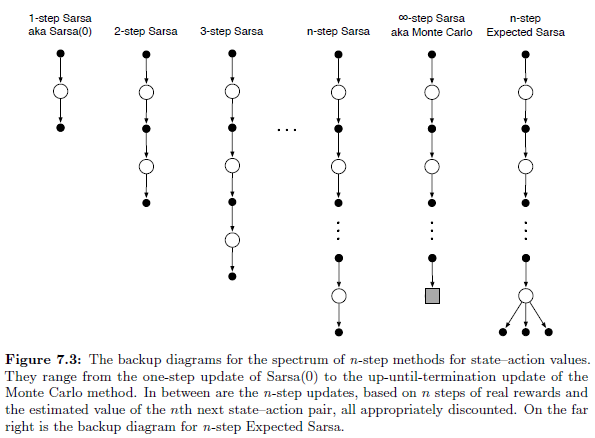 1-step Sarsa
aka Sarsa(0)
2-step Sarsa
3-step Sarsa
n-step Sarsa
∞-step Sarsa
aka Monte Carlo
n-step
Expected Sarsa
Figure 7.3: The backup diagrams for the spectrum of n-step methods for state–action values.
They range from the one-step update of Sarsa(0) to the up-until-termination update of the
Monte Carlo method. In between are the n-step updates, based on n steps of real rewards and
the estimated value of the nth next state–action pair, all appropriately discounted. On the far
right is the backup diagram for n-step Expected Sarsa.